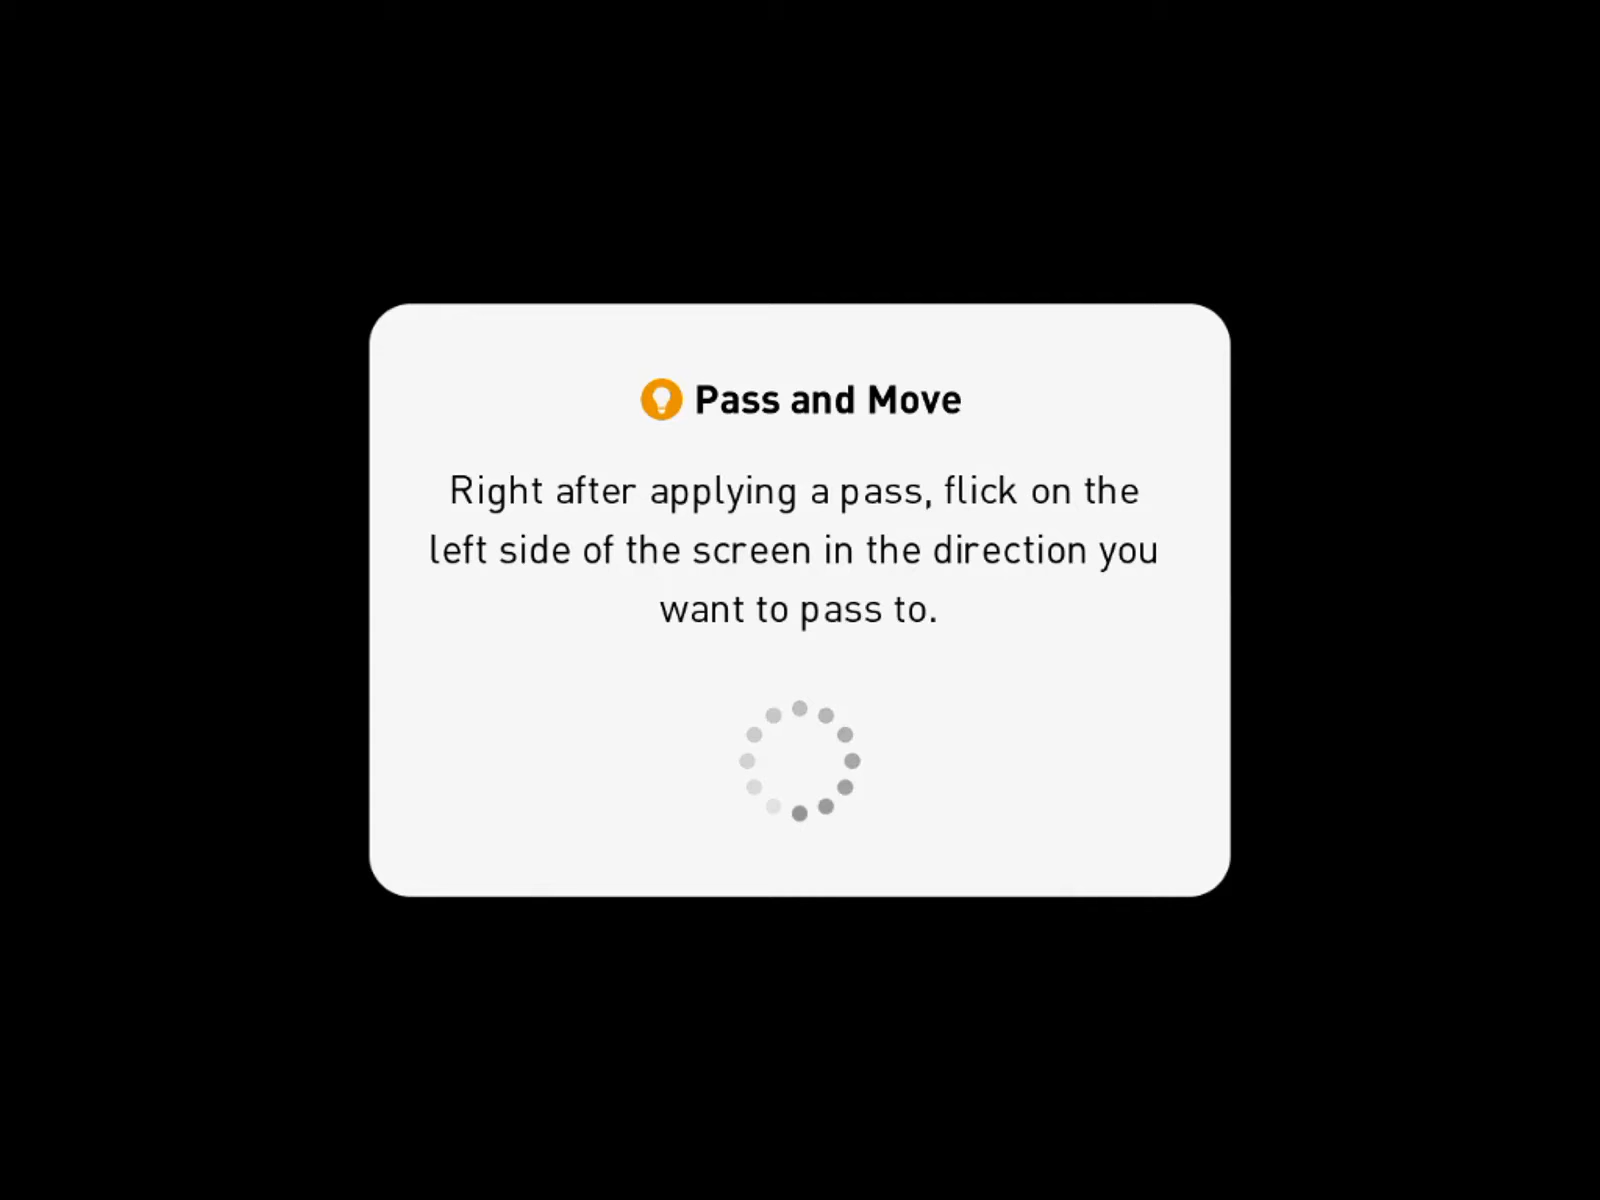 Pass and Move
Right after applying a pass, flick on the
left side of the screen in the direction you
want to pass to.